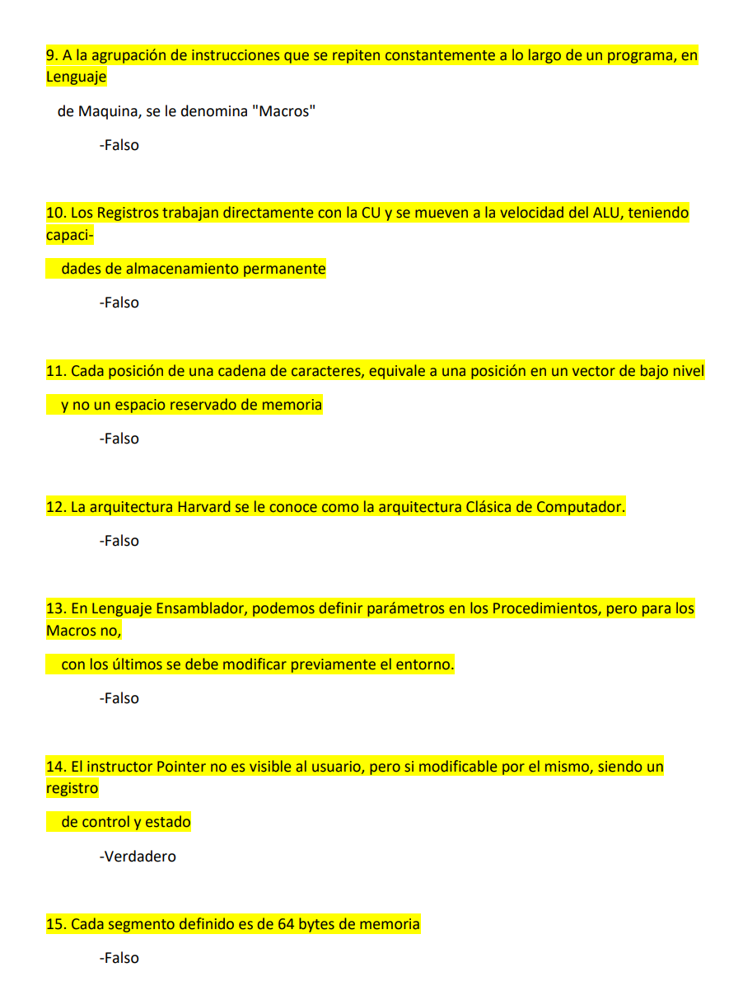 9. A la agrupación de instrucciones que se repiten constantemente a lo largo de un programa, en
Lenguaje
de Maquina, se le denomina "Macros"
-Falso
10. Los Registros trabajan directamente con la CU y se mueven a la velocidad del ALU, teniendo
capaci-
dades de almacenamiento permanente
-Falso
11. Cada posición de una cadena de caracteres, equivale a una posición en un vector de bajo nivel
y no un espacio reservado de memoria
-Falso
12. La arquitectura Harvard se le conoce como la arquitectura Clásica de Computador.
-Falso
13. En Lenguaje Ensamblador, podemos definir parámetros en los Procedimientos, pero para los
Macros no,
con los últimos se debe modificar previamente el entorno.
-Falso
14. El instructor Pointer no es visible al usuario, pero si modificable por el mismo, siendo un
registro
de control y estado
-Verdadero
15. Cada segmento definido es de 64 bytes de memoria
-Falso